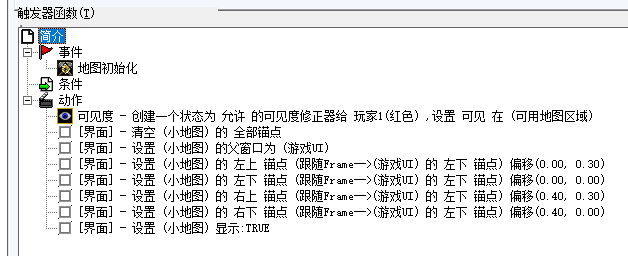 触发器函数(T)
简介
事件
地图初始化
条件
动作
可见度 - 创建一个状态为 允许 的可见度修正器给 玩家1(红色) ,设置 可见 在 (可用地图区域)
[界面] - 清空 (小地图) 的 全部锚点
[界面] - 设置 (小地图) 的父窗口为 (游戏UI)
[界面] - 设置 (小地图) 的 左上 锚点 (跟随Frame-->(游戏UI) 的 左下 锚点) 偏移(0.00, 0.30)
[界面] - 设置 (小地图) 的 左下 锚点 (跟随Frame-->(游戏UI) 的 左下 锚点) 偏移(0.00, 0.00)
[界面] - 设置 (小地图) 的 右上 锚点 (跟随Frame-->(游戏UI) 的 左下 锚点) 偏移(0.40, 0.30)
[界面] - 设置 (小地图) 的 右下 锚点 (跟随Frame-->(游戏UI) 的 左下 锚点) 偏移(0.40, 0.00)
[界面] - 设置 (小地图) 显示:TRUE